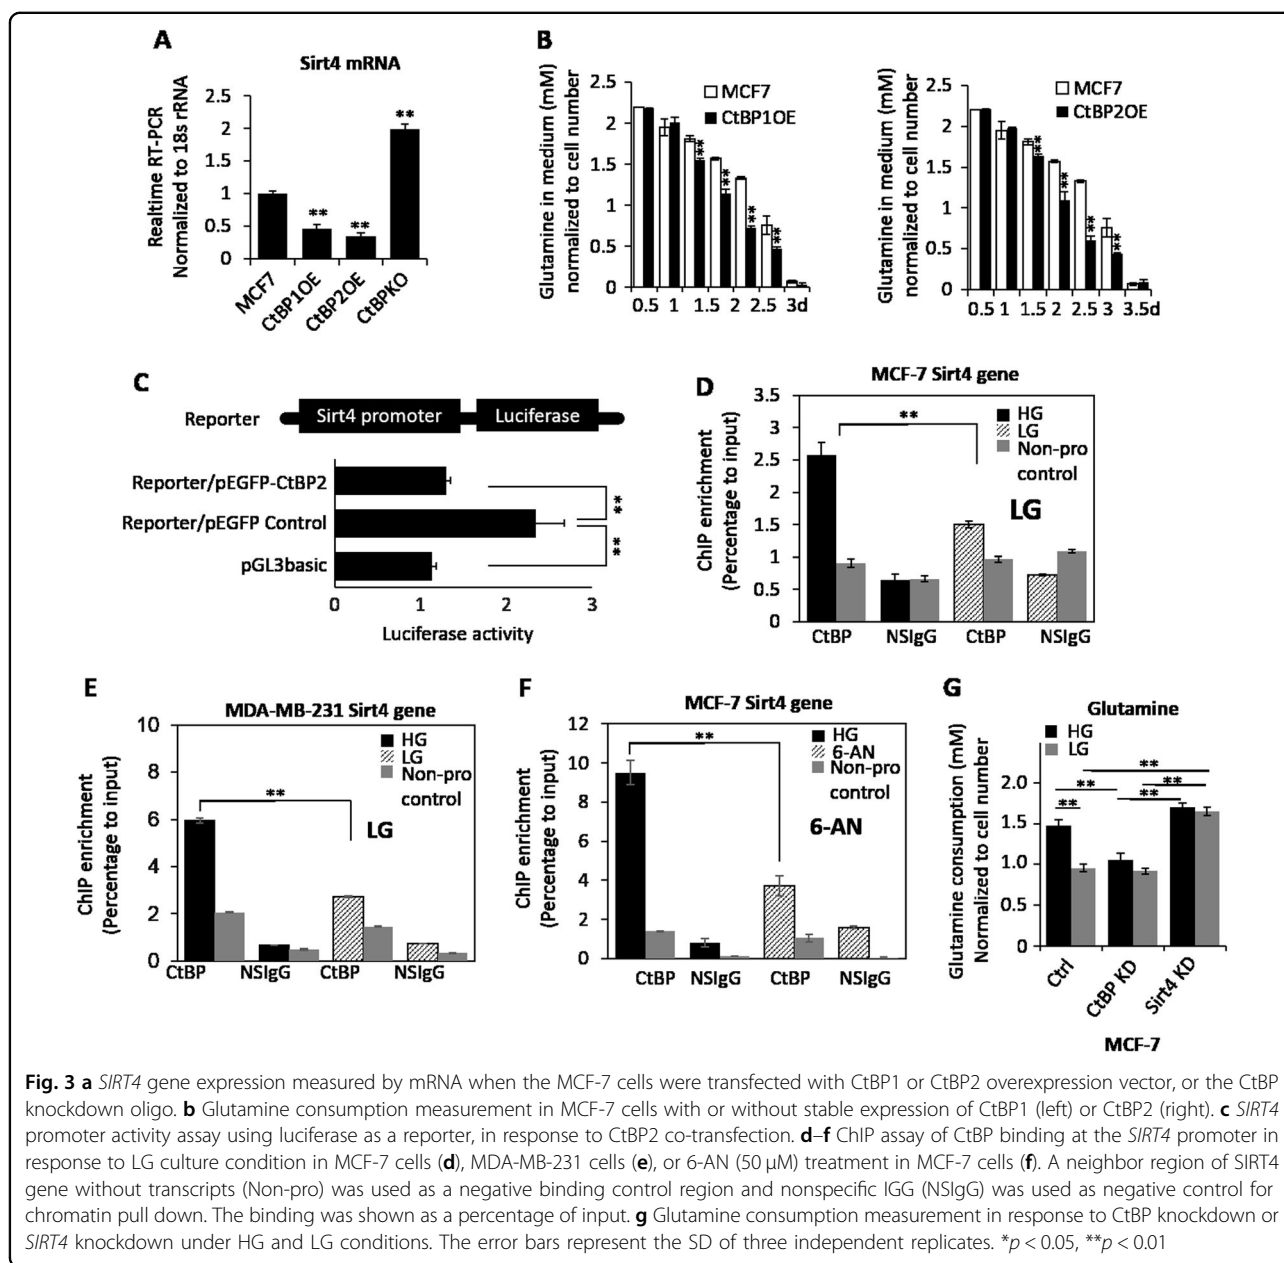 A
Sirt4 mRNA
Realtime RT-PCR
Normalized to 18s rRNA
2.5
2
1.5
1
0.5
0
**
**
**
MCF7
CtBP1OE
CtBP2OE
CtBPKO
B
Glutamine in medium (mM)
normalized to cell number
2.5
2
1.5
1
0.5
0
MCF7
CtBP1OE
**
**
**
**
0.5 1 1.5 2 2.5 3d
Glutamine in medium (mM)
normalized to cell number
2.5
2
1.5
1
0.5
0
MCF7
CtBP2OE
**
**
**
**
0.5 1 1.5 2 2.5 3 3.5d
C
Reporter
Sirt4 promoter
Luciferase
Reporter/pEGFP-CtBP2
Reporter/pEGFP Control
pGL3basic
**
**
0 1 2 3
Luciferase activity
D
MCF-7 Sirt4 gene
ChIP enrichment
(Percentage to input)
3.5
3
2.5
2
1.5
1
0.5
0
**
HG
LG
Non-pro
control
LG
CtBP NSIgG CtBP NSIgG
E
MDA-MB-231 Sirt4 gene
ChIP enrichment
(Percentage to input)
10
8
6
4
2
0
**
HG
LG
Non-pro
control
LG
CtBP NSIgG CtBP NSIgG
F
MCF-7 Sirt4 gene
ChIP enrichment
(Percentage to input)
12
10
8
6
4
2
0
**
HG
6-AN
Non-pro
control
6-AN
CtBP NSIgG CtBP NSIgG
G
Glutamine
Glutamine consumption (mM)
Normalized to cell number
HG
LG
2.0
1.5
1.0
0.5
0
**
**
**
**
**
Ctrl
CtBP KD
Sirt4 KD
MCF-7
Fig. 3 a SIRT4 gene expression measured by mRNA when the MCF-7 cells were transfected with CtBP1 or CtBP2 overexpression vector, or the CtBP
knockdown oligo. b Glutamine consumption measurement in MCF-7 cells with or without stable expression of CtBP1 (left) or CtBP2 (right). c SIRT4
promoter activity assay using luciferase as a reporter, in response to CtBP2 co-transfection. d–f ChIP assay of CtBP binding at the SIRT4 promoter in
response to LG culture condition in MCF-7 cells (d), MDA-MB-231 cells (e), or 6-AN (50 μM) treatment in MCF-7 cells (f). A neighbor region of SIRT4
gene without transcripts (Non-pro) was used as a negative binding control region and nonspecific IGG (NSIgG) was used as negative control for
chromatin pull down. The binding was shown as a percentage of input. g Glutamine consumption measurement in response to CtBP knockdown or
SIRT4 knockdown under HG and LG conditions. The error bars represent the SD of three independent replicates. *p < 0.05, **p < 0.01